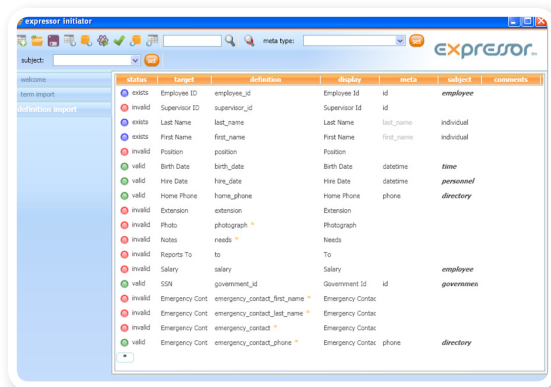 expressor initiator
meta type: set
expressor
subject: set
welcome
term import
definition import
status target definition display meta subject comments
exists Employee ID employee_id Employee Id id employee
invalid Supervisor ID supervisor_id Supervisor Id id
exists Last Name last_name Last Name last_name individual
exists First Name first_name First Name first_name individual
invalid Position position Position
valid Birth Date birth_date Birth Date datetime time
valid Hire Date hire_date Hire Date datetime personnel
valid Home Phone home_phone Home Phone phone directory
invalid Extension extension Extension
invalid Photo photograph * Photograph
invalid Notes needs * Needs
invalid Reports To to To
invalid Salary salary Salary employee
valid SSN government_id Government Id id governmen
invalid Emergency Cont emergency_contact_first_name * Emergency Contac
invalid Emergency Cont emergency_contact_last_name * Emergency Contac
invalid Emergency Cont emergency_contact * Emergency Contac
valid Emergency Cont emergency_contact_phone * Emergency Contac phone directory
*